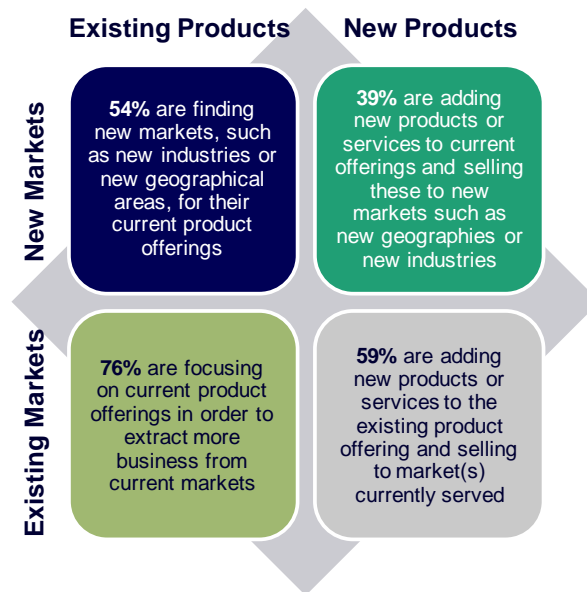 Existing Products
New Products
New Markets
54% are finding
new markets, such
as new industries or
new geographical
areas, for their
current product
offerings
39% are adding
new products or
services to current
offerings and selling
these to new
markets such as
new geographies or
new industries
Existing Markets
76% are focusing
on current product
offerings in order to
extract more
business from
current markets
59% are adding
new products or
services to the
existing product
offering and selling
to market(s)
currently served